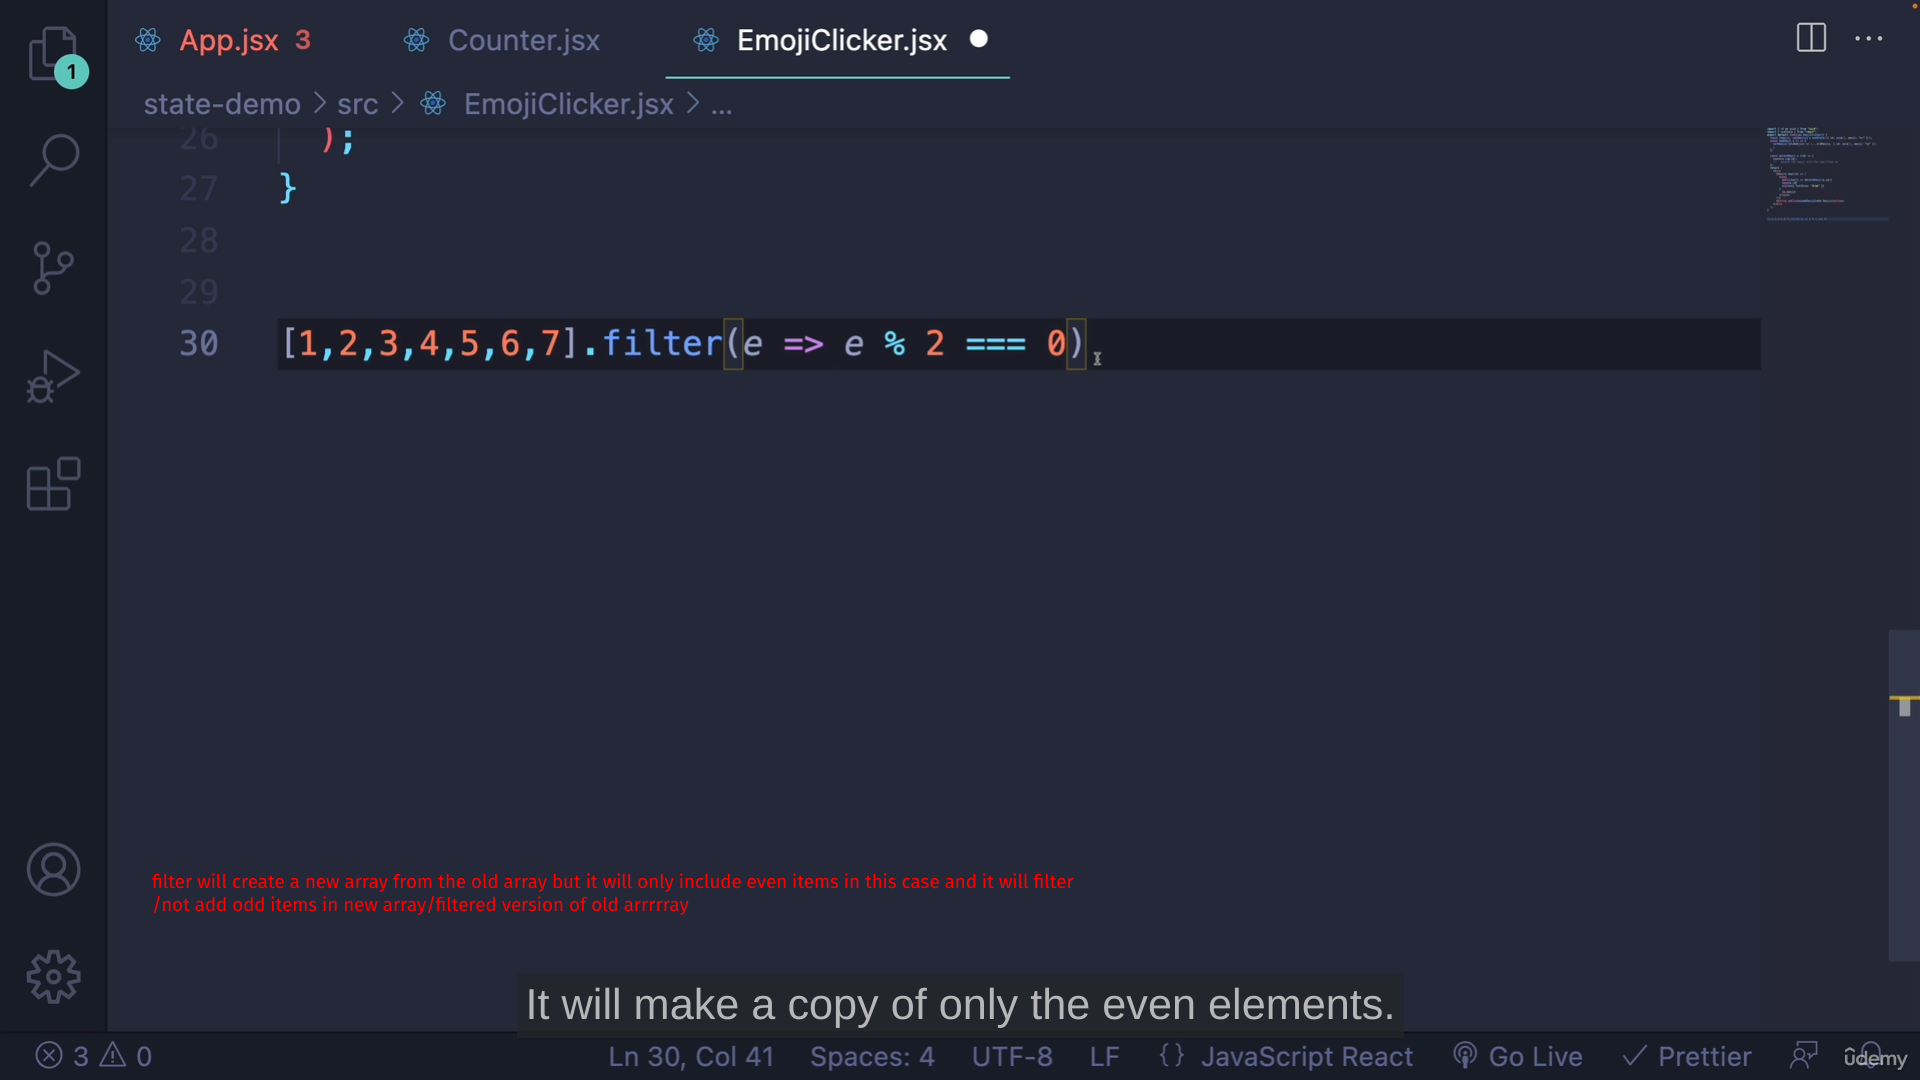 App.jsx 3
Counter.jsx
EmojiClicker.jsx
1
state-demo > src > EmojiClicker.jsx > ...
26 );
27 }
28
29
30 [1,2,3,4,5,6,7].filter(e => e % 2 === 0)
filter will create a new array from the old array but it will only include even items in this case and it will filter
/not add odd items in new array/filtered version of old arrrrray
It will make a copy of only the even elements.
3 0 Ln 30, Col 41 Spaces: 4 UTF-8 LF {} JavaScript React Go Live Prettier
ûdemy